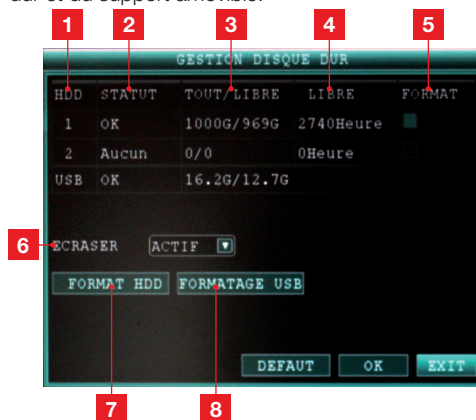 1 2 3 4 5
GESTION DISQUE DUR
HDD STATUT TOUT/LIBRE LIBRE FORMAT
1 OK 1000G/969G 2740Heure
2 Aucun 0/0 0Heure
USB OK 16.2G/12.7G
6 ECRASER ACTIF
FORMAT HDD FORMATAGE USB
DEFAUT OK EXIT
7 8